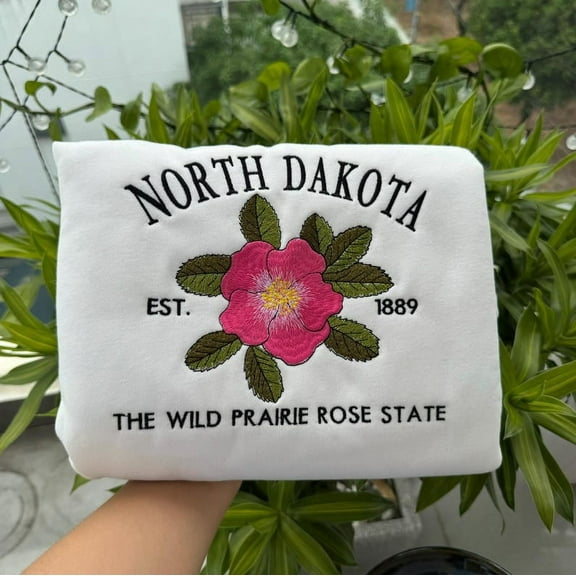 NORTH DAKOTA
EST. 1889
THE WILD PRAIRIE ROSE STATE